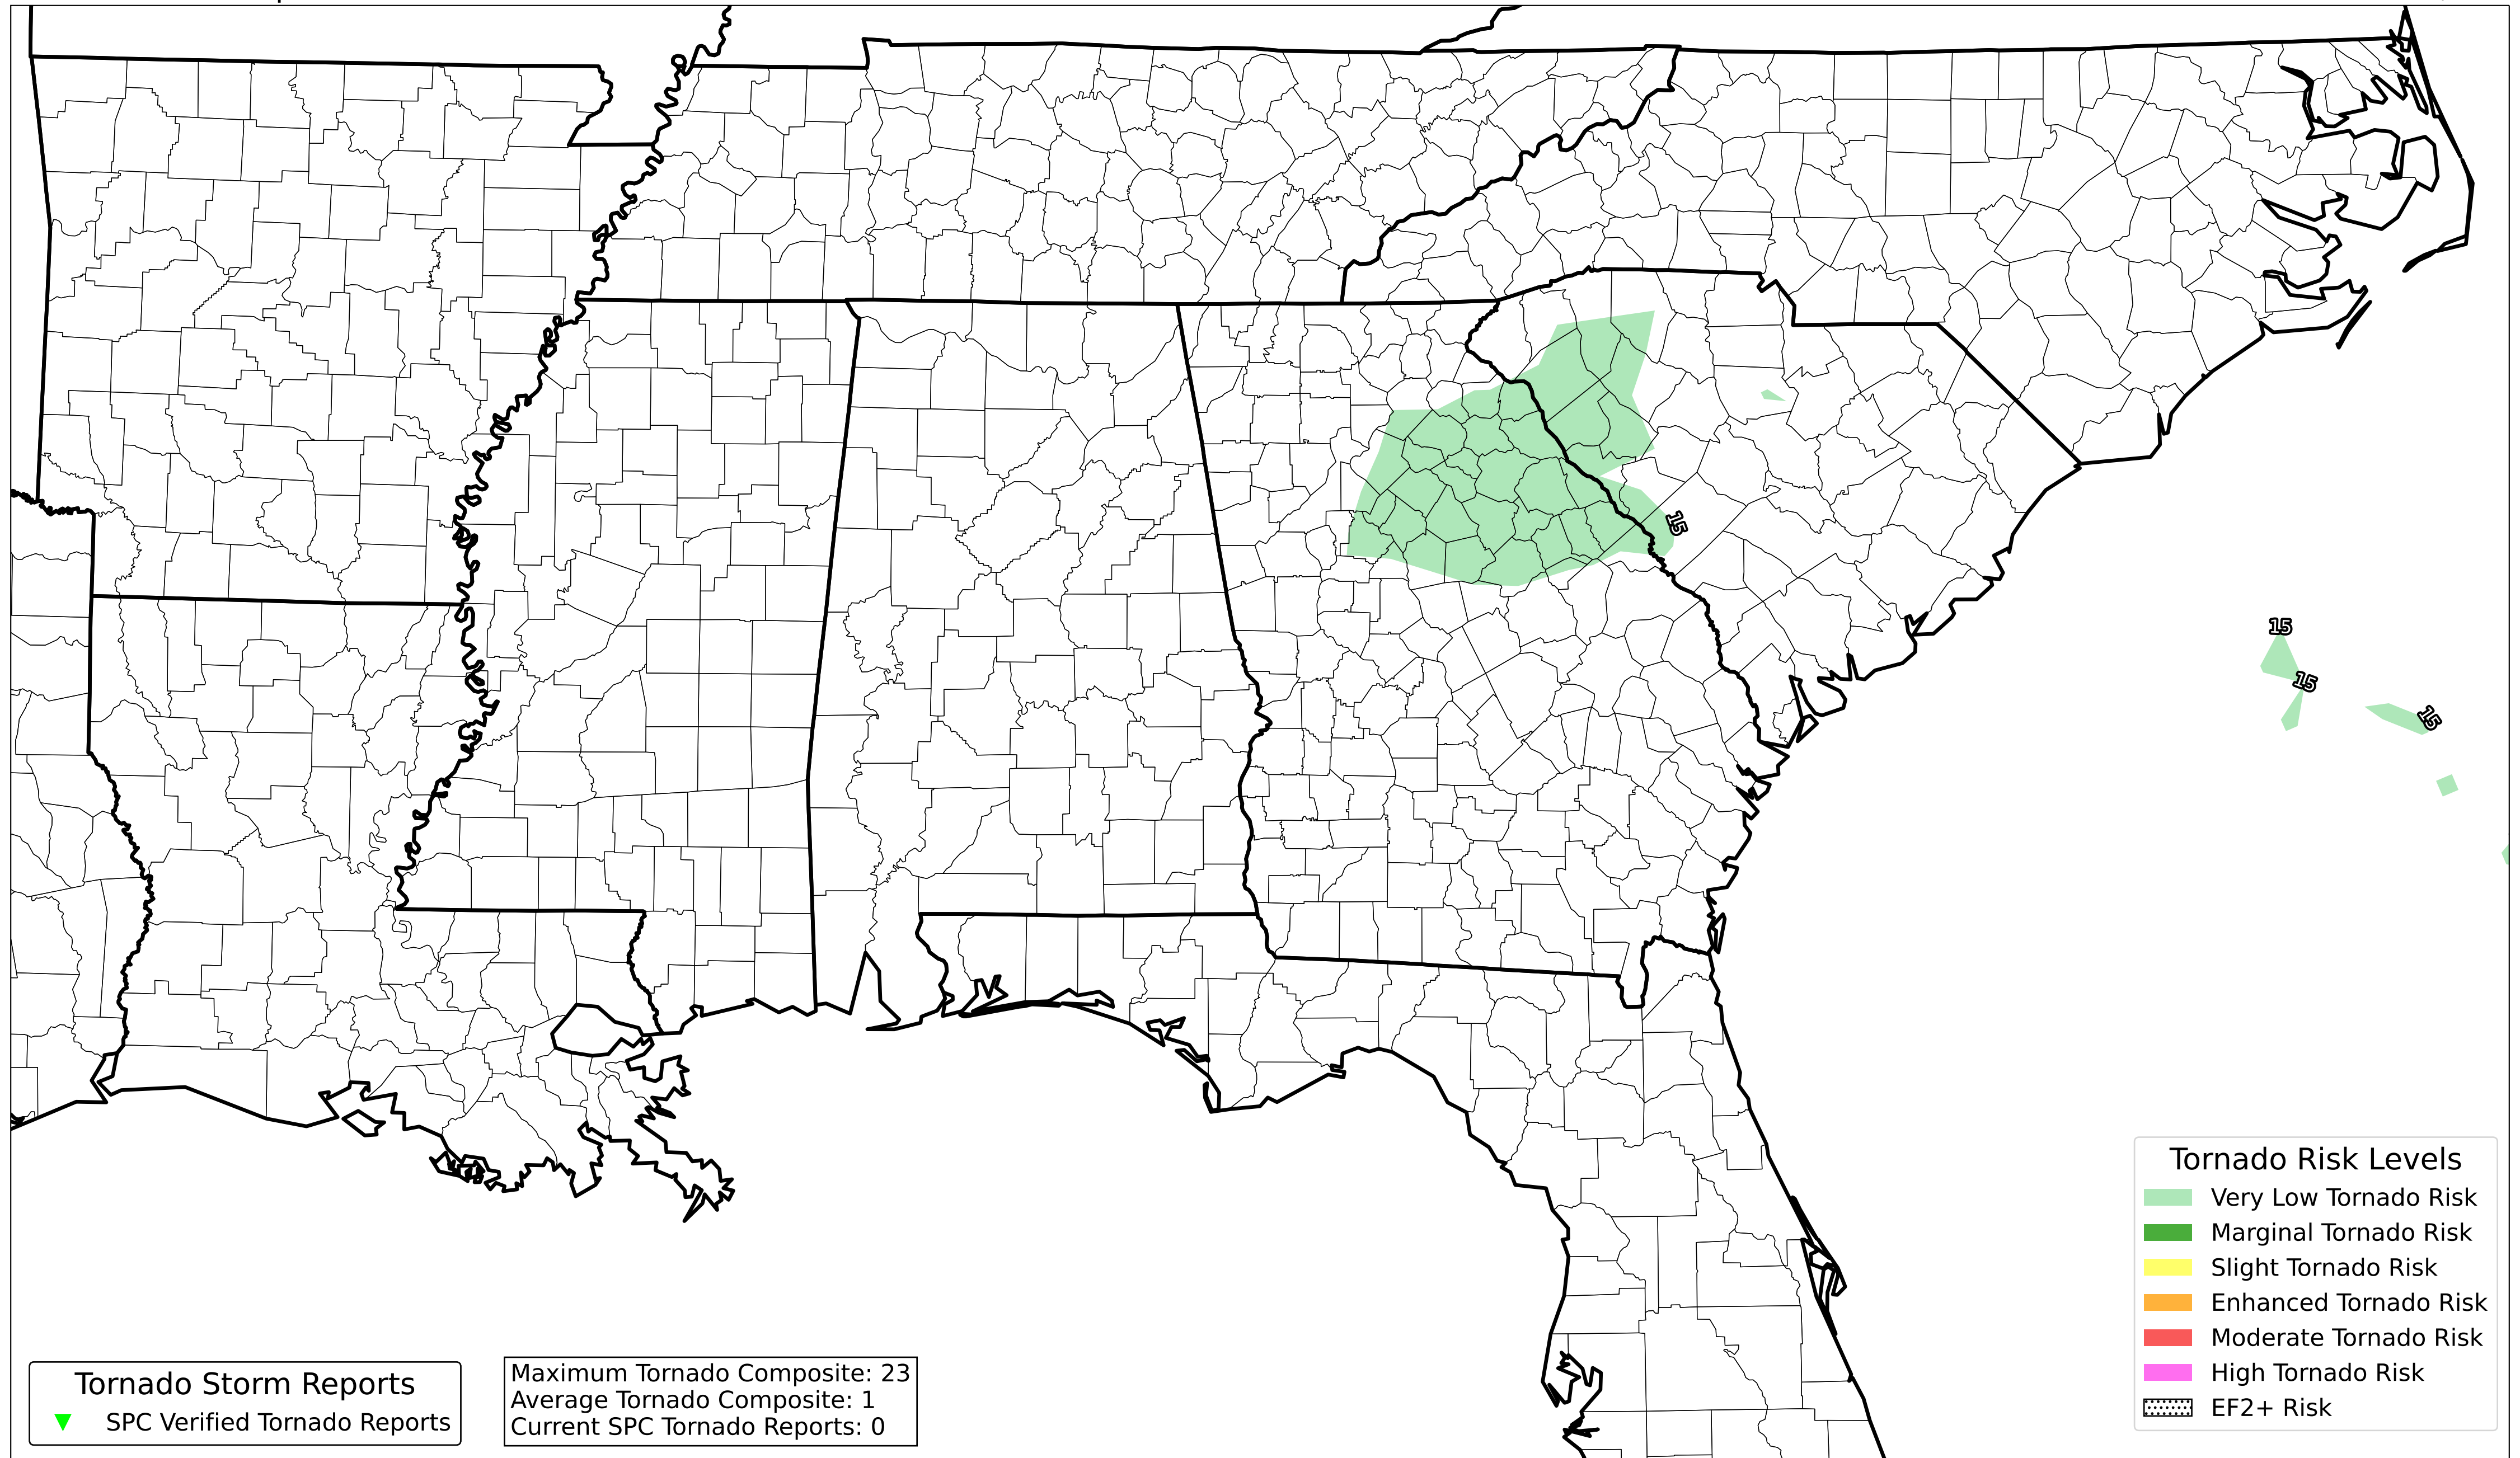 15
15
15
15
Tornado Risk Levels
Very Low Tornado Risk
Marginal Tornado Risk
Slight Tornado Risk
Enhanced Tornado Risk
Moderate Tornado Risk
High Tornado Risk
EF2+ Risk
Tornado Storm Reports
SPC Verified Tornado Reports
Maximum Tornado Composite: 23
Average Tornado Composite: 1
Current SPC Tornado Reports: 0